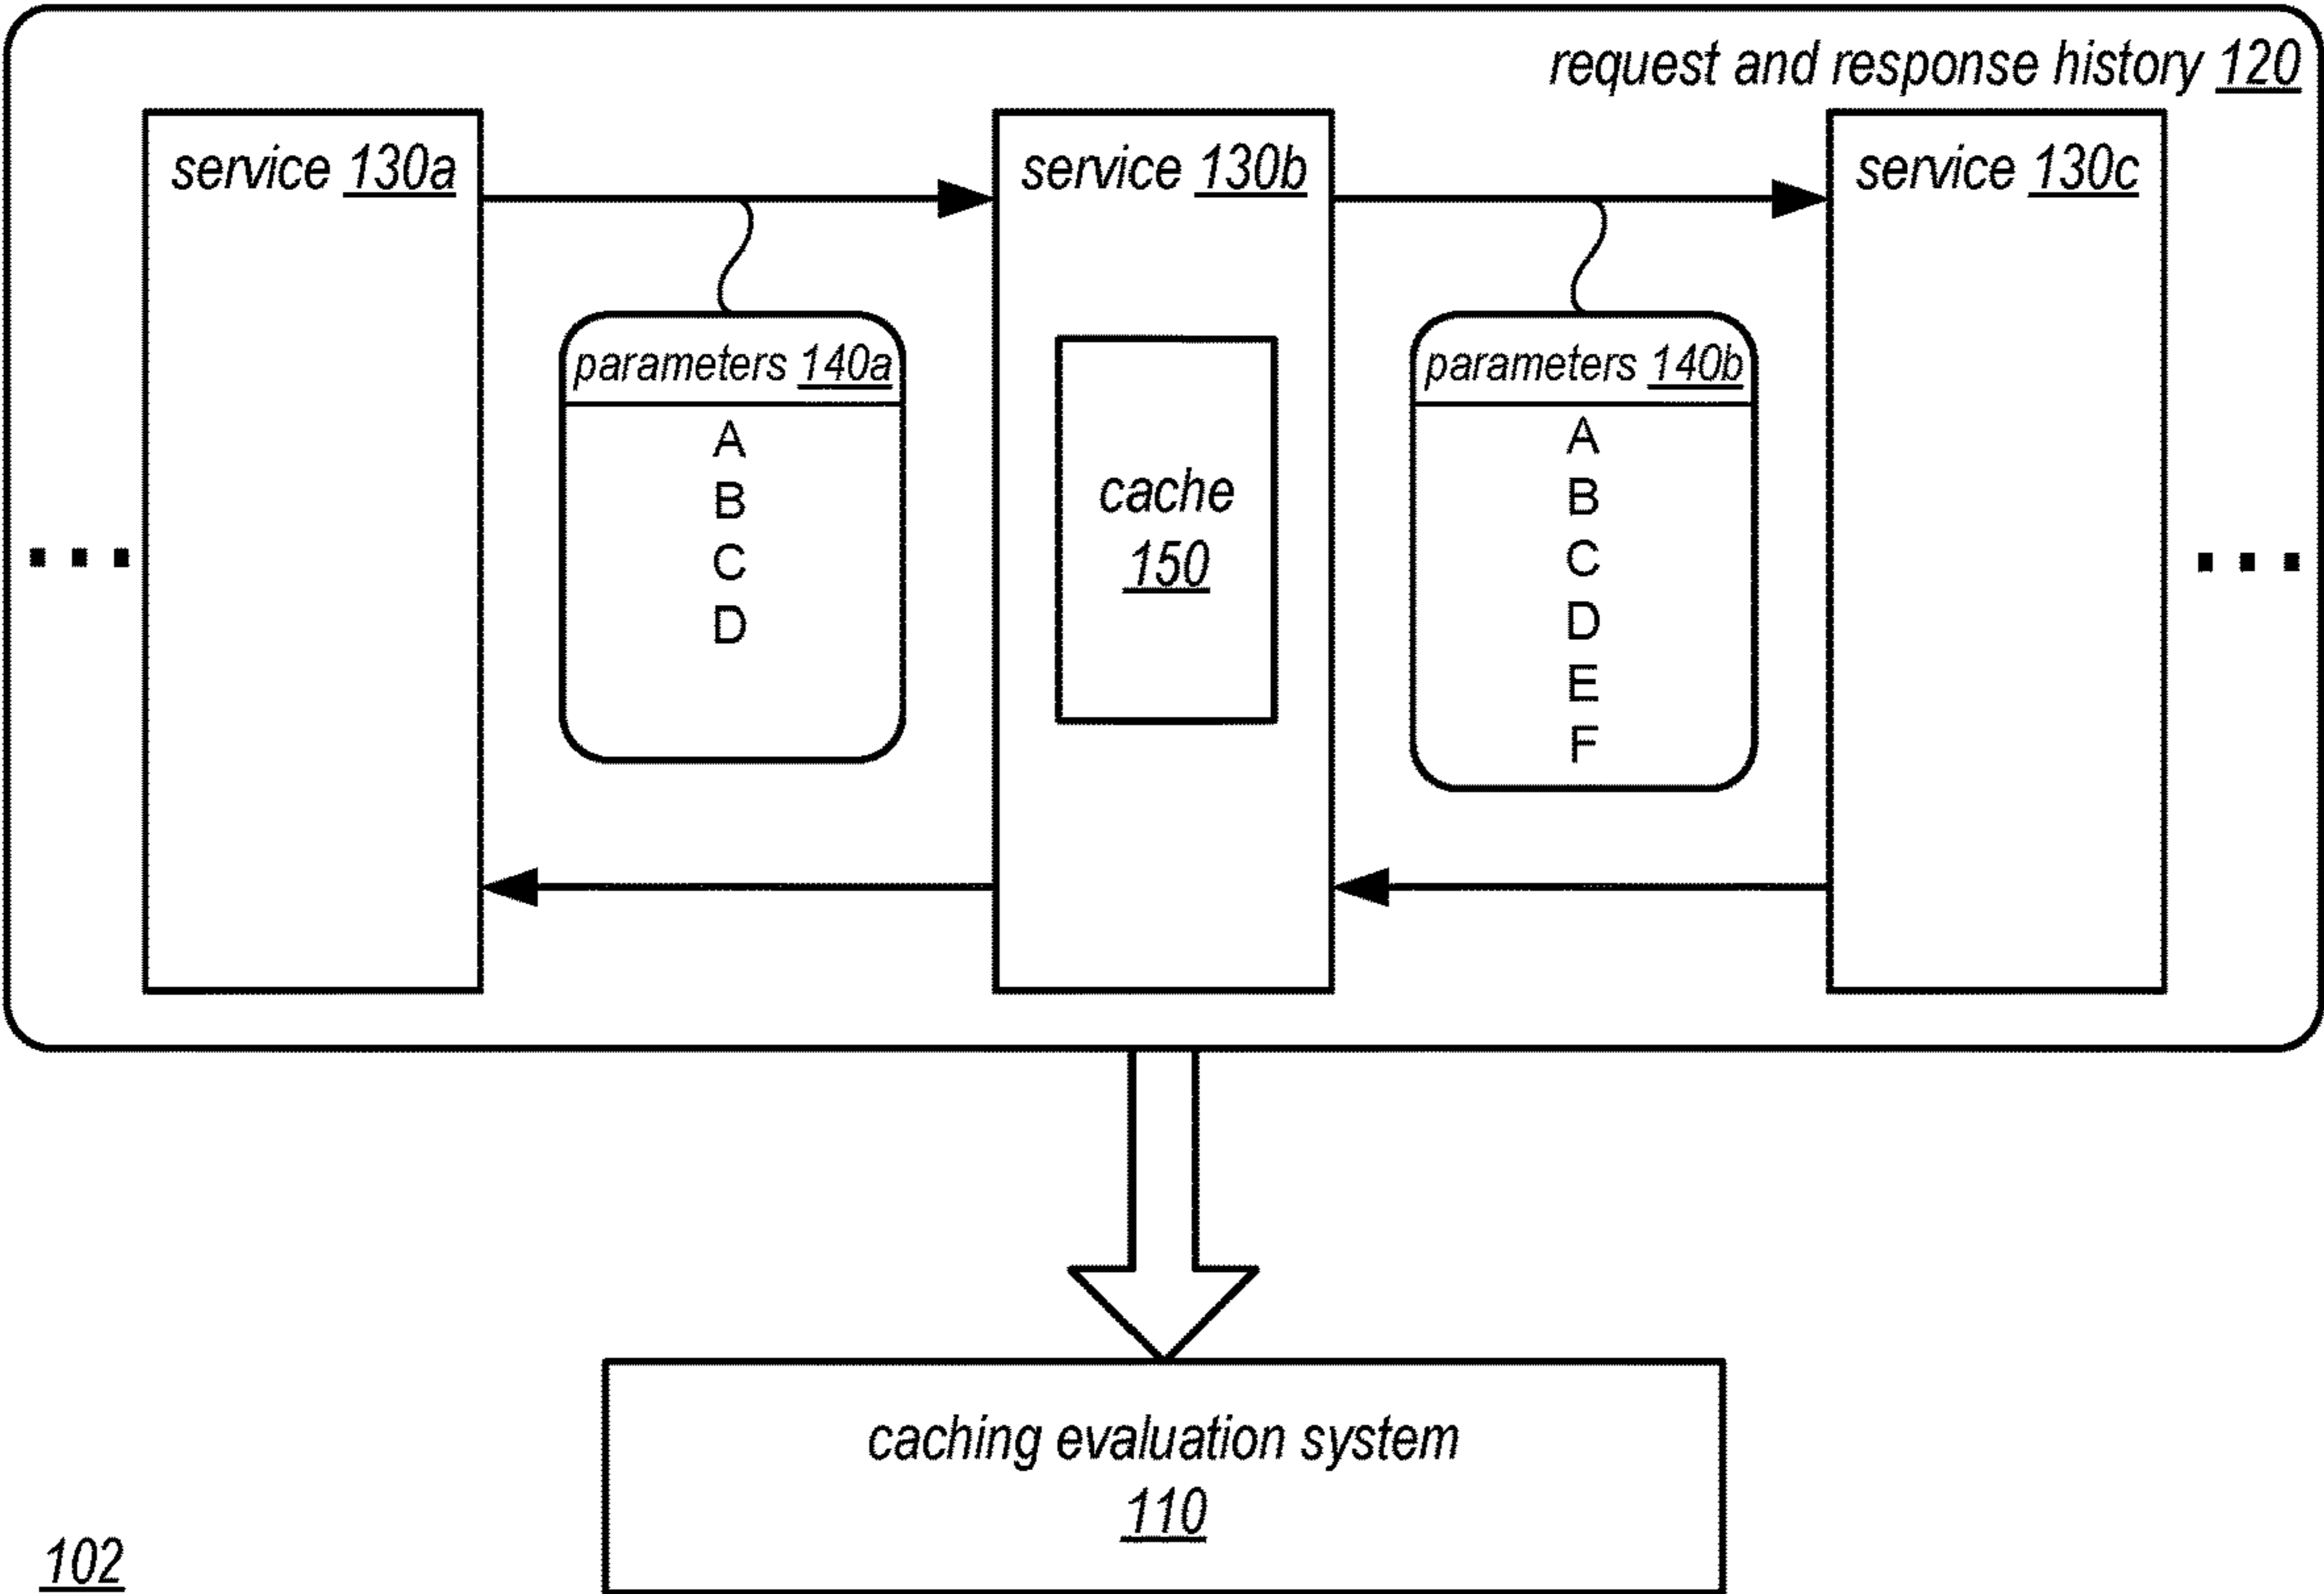 request and response history 120
service 130a
service 130b
service 130c
parameters 140a
A
B
C
D
cache
150
parameters 140b
A
B
C
D
E
F
caching evaluation system
110
102